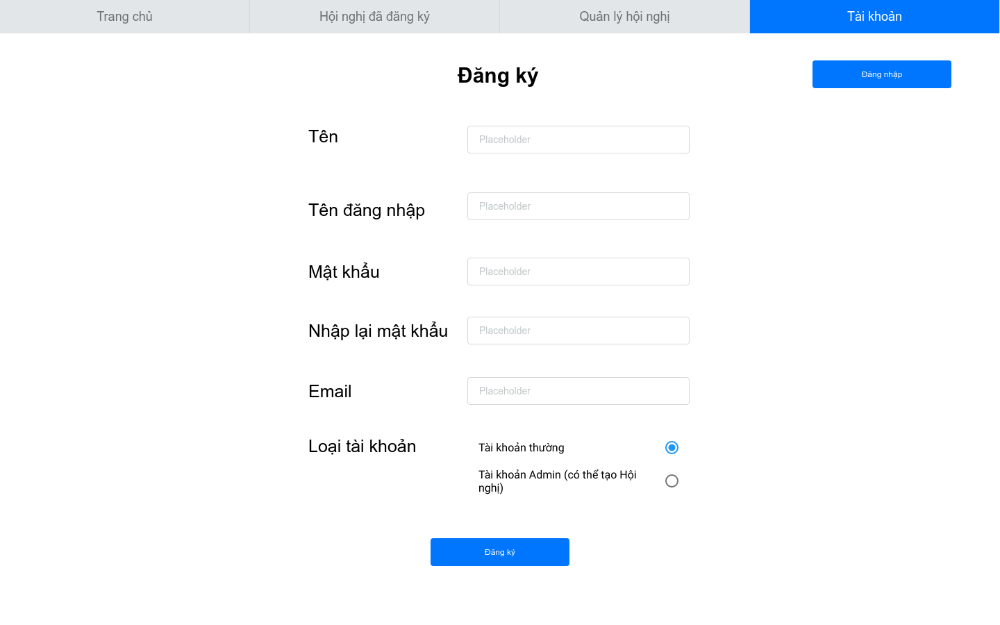 Trang chủ
Hội nghị đã đăng ký
Quản lý hội nghị
Tài khoản
Đăng ký
Đăng nhập
Tên
Placeholder
Tên đăng nhập
Placeholder
Mật khẩu
Placeholder
Nhập lại mật khẩu
Placeholder
Email
Placeholder
Loại tài khoản
Tài khoản thường
Tài khoản Admin (có thể tạo Hội
nghị)
Đăng ký